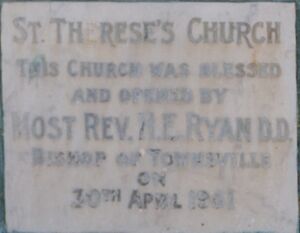 ST. THERESE'S CHURCH
THIS CHURCH WAS BLESSED
AND OPENED BY
MOST REV. H.E. RYAN D.D.
BISHOP OF TOWNSVILLE
ON
30TH APRIL 1961